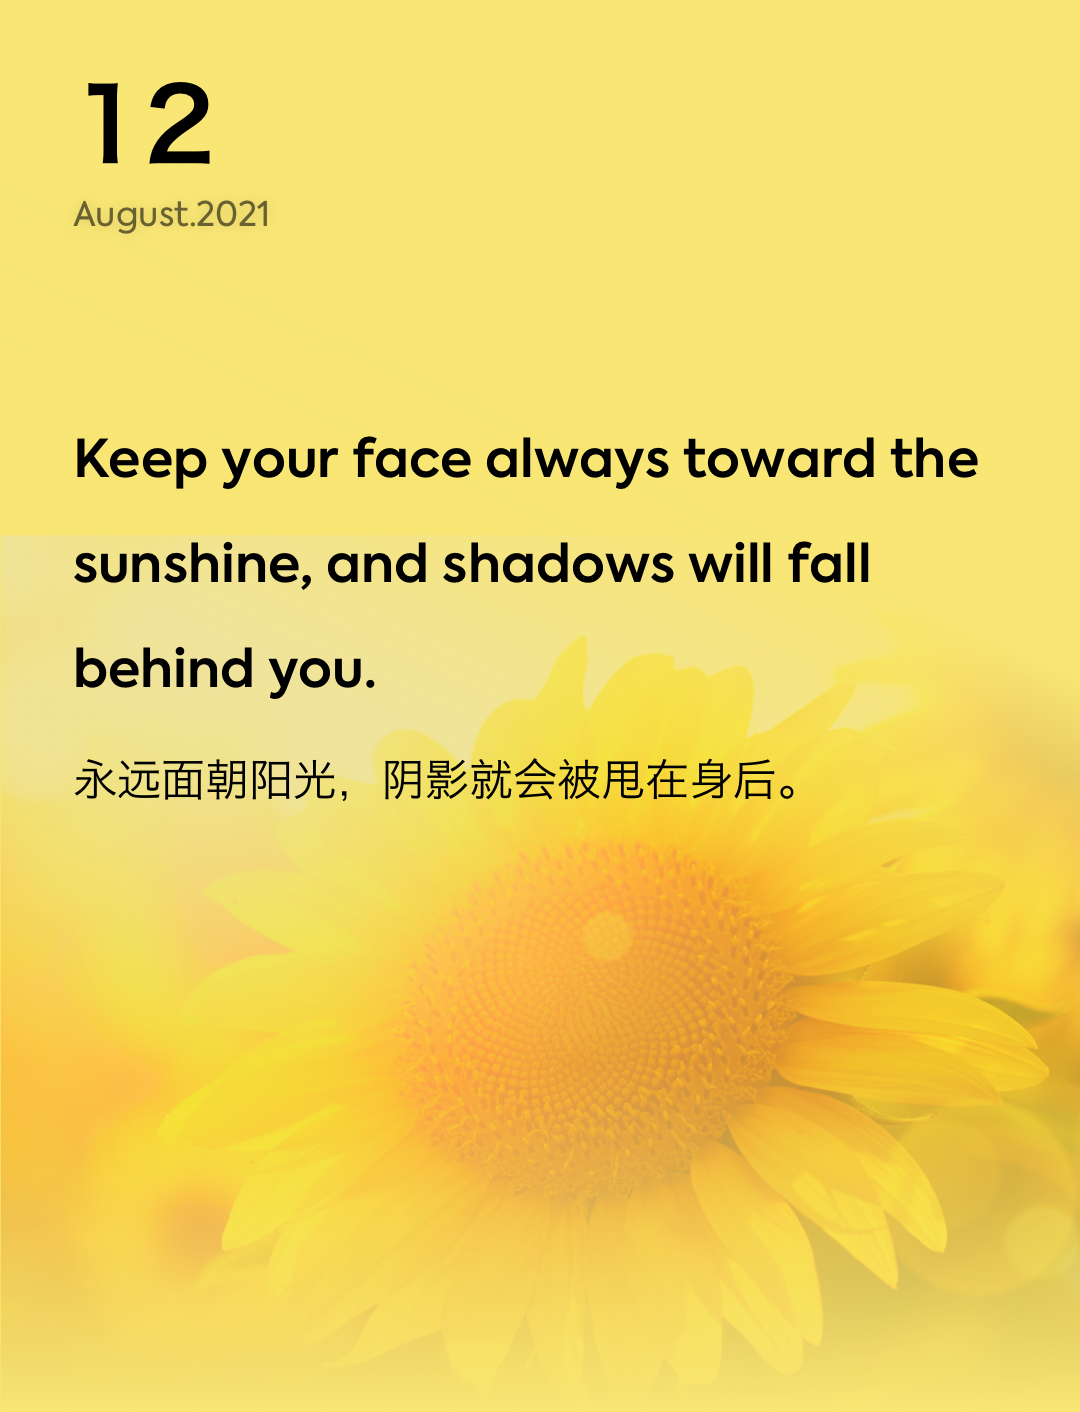 12
August.2021
Keep your face always toward the
sunshine, and shadows will fall
behind you.
永远面朝阳光，阴影就会被甩在身后。